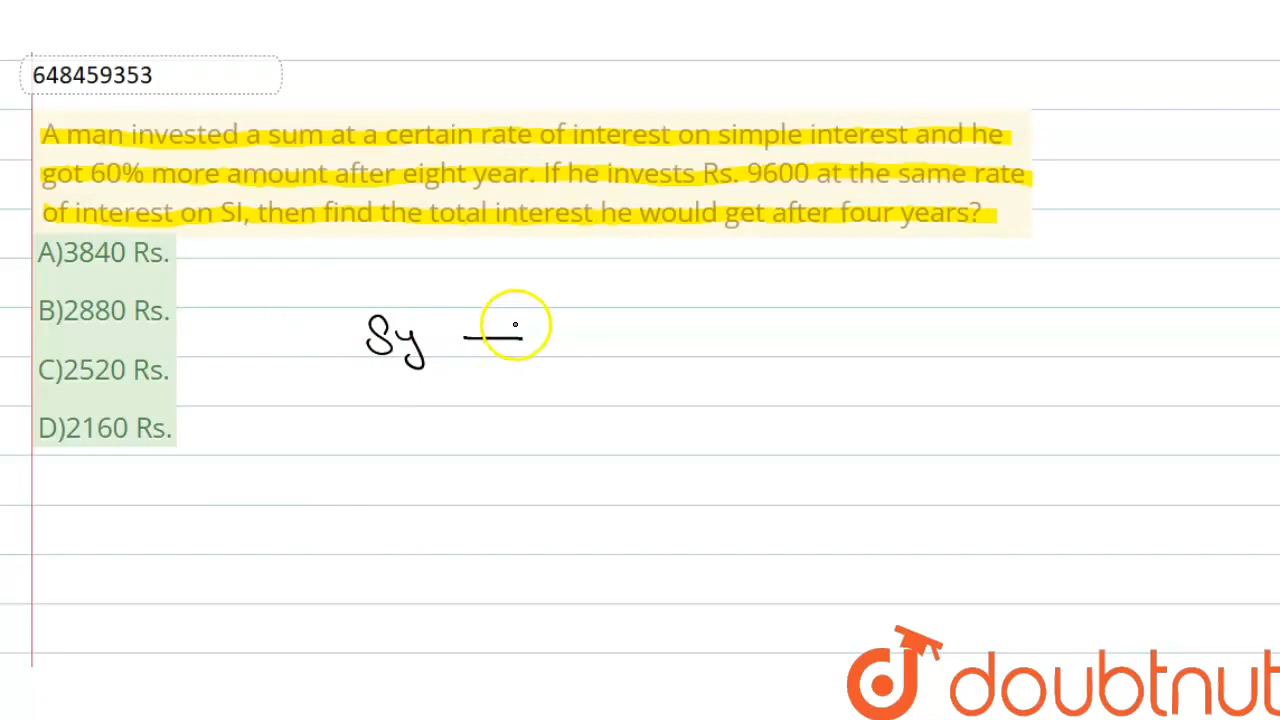 648459353
A man invested a sum at a certain rate of interest on simple interest and he
got 60% more amount after eight year. If he invests Rs. 9600 at the same rate
of interest on SI, then find the total interest he would get after four years?
A)3840 Rs.
B)2880 Rs.
C)2520 Rs.
D)2160 Rs.
8y —
doubtnut